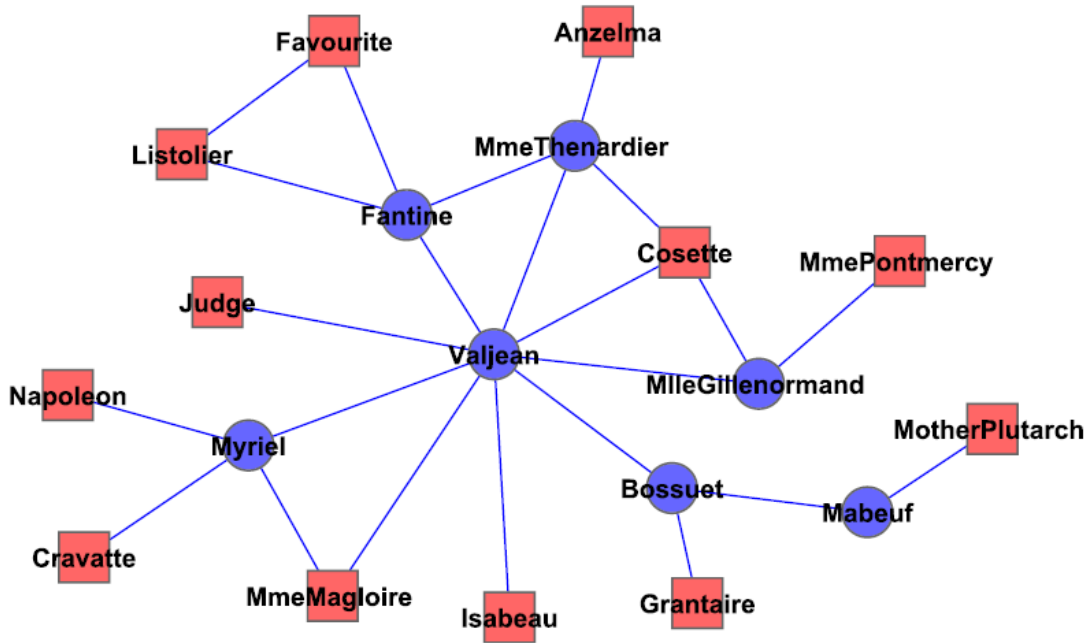 Anzelma
Favourite
MmeThenardier
Listolier
Fantine
Cosette
MmePontmercy
Judge
Valjean
MlleGillenormand
Napoleon
MotherPlutarch
Myriel
Bossuet
Mabeuf
Cravatte
MmeMagloire
Grantaire
Isabeau